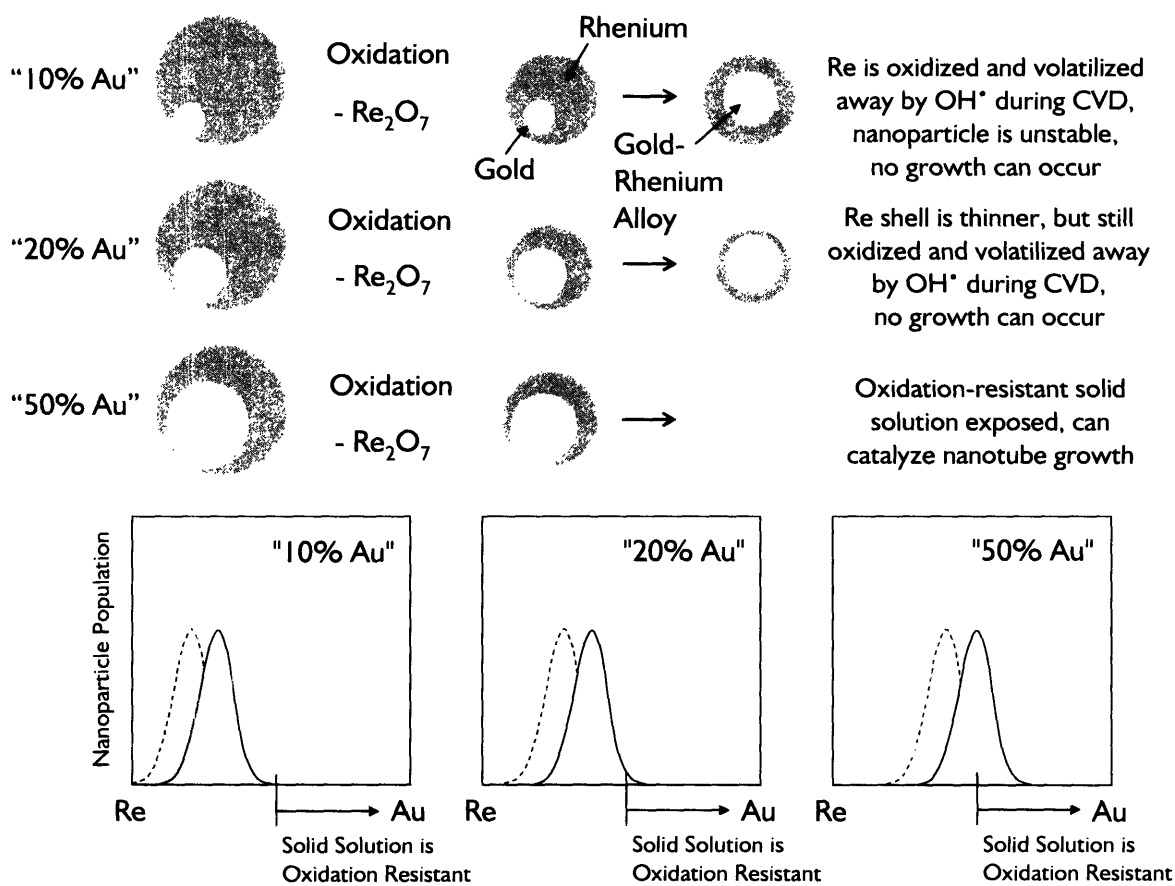 "10% Au"
Oxidation
- Re₂O₇
Rhenium
Gold
Gold-
Rhenium
Alloy
Re is oxidized and volatilized
away by OH• during CVD,
nanoparticle is unstable,
no growth can occur
"20% Au"
Oxidation
- Re₂O₇
Re shell is thinner, but still
oxidized and volatilized away
by OH• during CVD,
no growth can occur
"50% Au"
Oxidation
- Re₂O₇
Oxidation-resistant solid
solution exposed, can
catalyze nanotube growth
Nanoparticle Population
"10% Au"
Re
Au
Solid Solution is
Oxidation Resistant
"20% Au"
Re
Au
Solid Solution is
Oxidation Resistant
"50% Au"
Re
Au
Solid Solution is
Oxidation Resistant